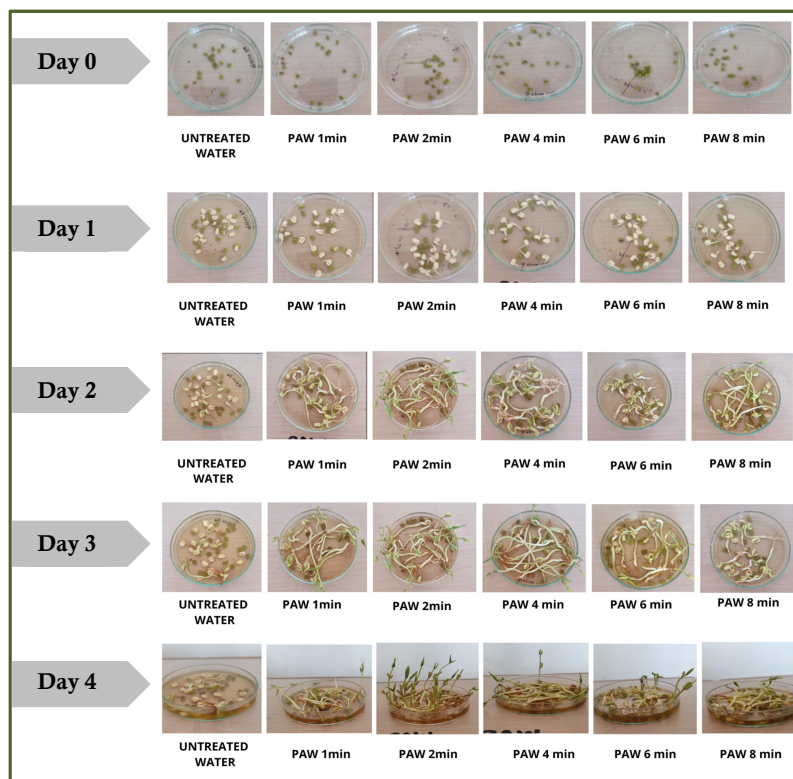 Day 0
UNTREATED
WATER
PAW 1min
PAW 2min
PAW 4 min
PAW 6 min
PAW 8 min
Day 1
UNTREATED
WATER
PAW 1min
PAW 2min
PAW 4 min
PAW 6 min
PAW 8 min
Day 2
UNTREATED
WATER
PAW 1min
PAW 2min
PAW 4 min
PAW 6 min
PAW 8 min
Day 3
UNTREATED
WATER
PAW 1min
PAW 2min
PAW 4 min
PAW 6 min
PAW 8 min
Day 4
UNTREATED
WATER
PAW 1min
PAW 2min
PAW 4 min
PAW 6 min
PAW 8 min